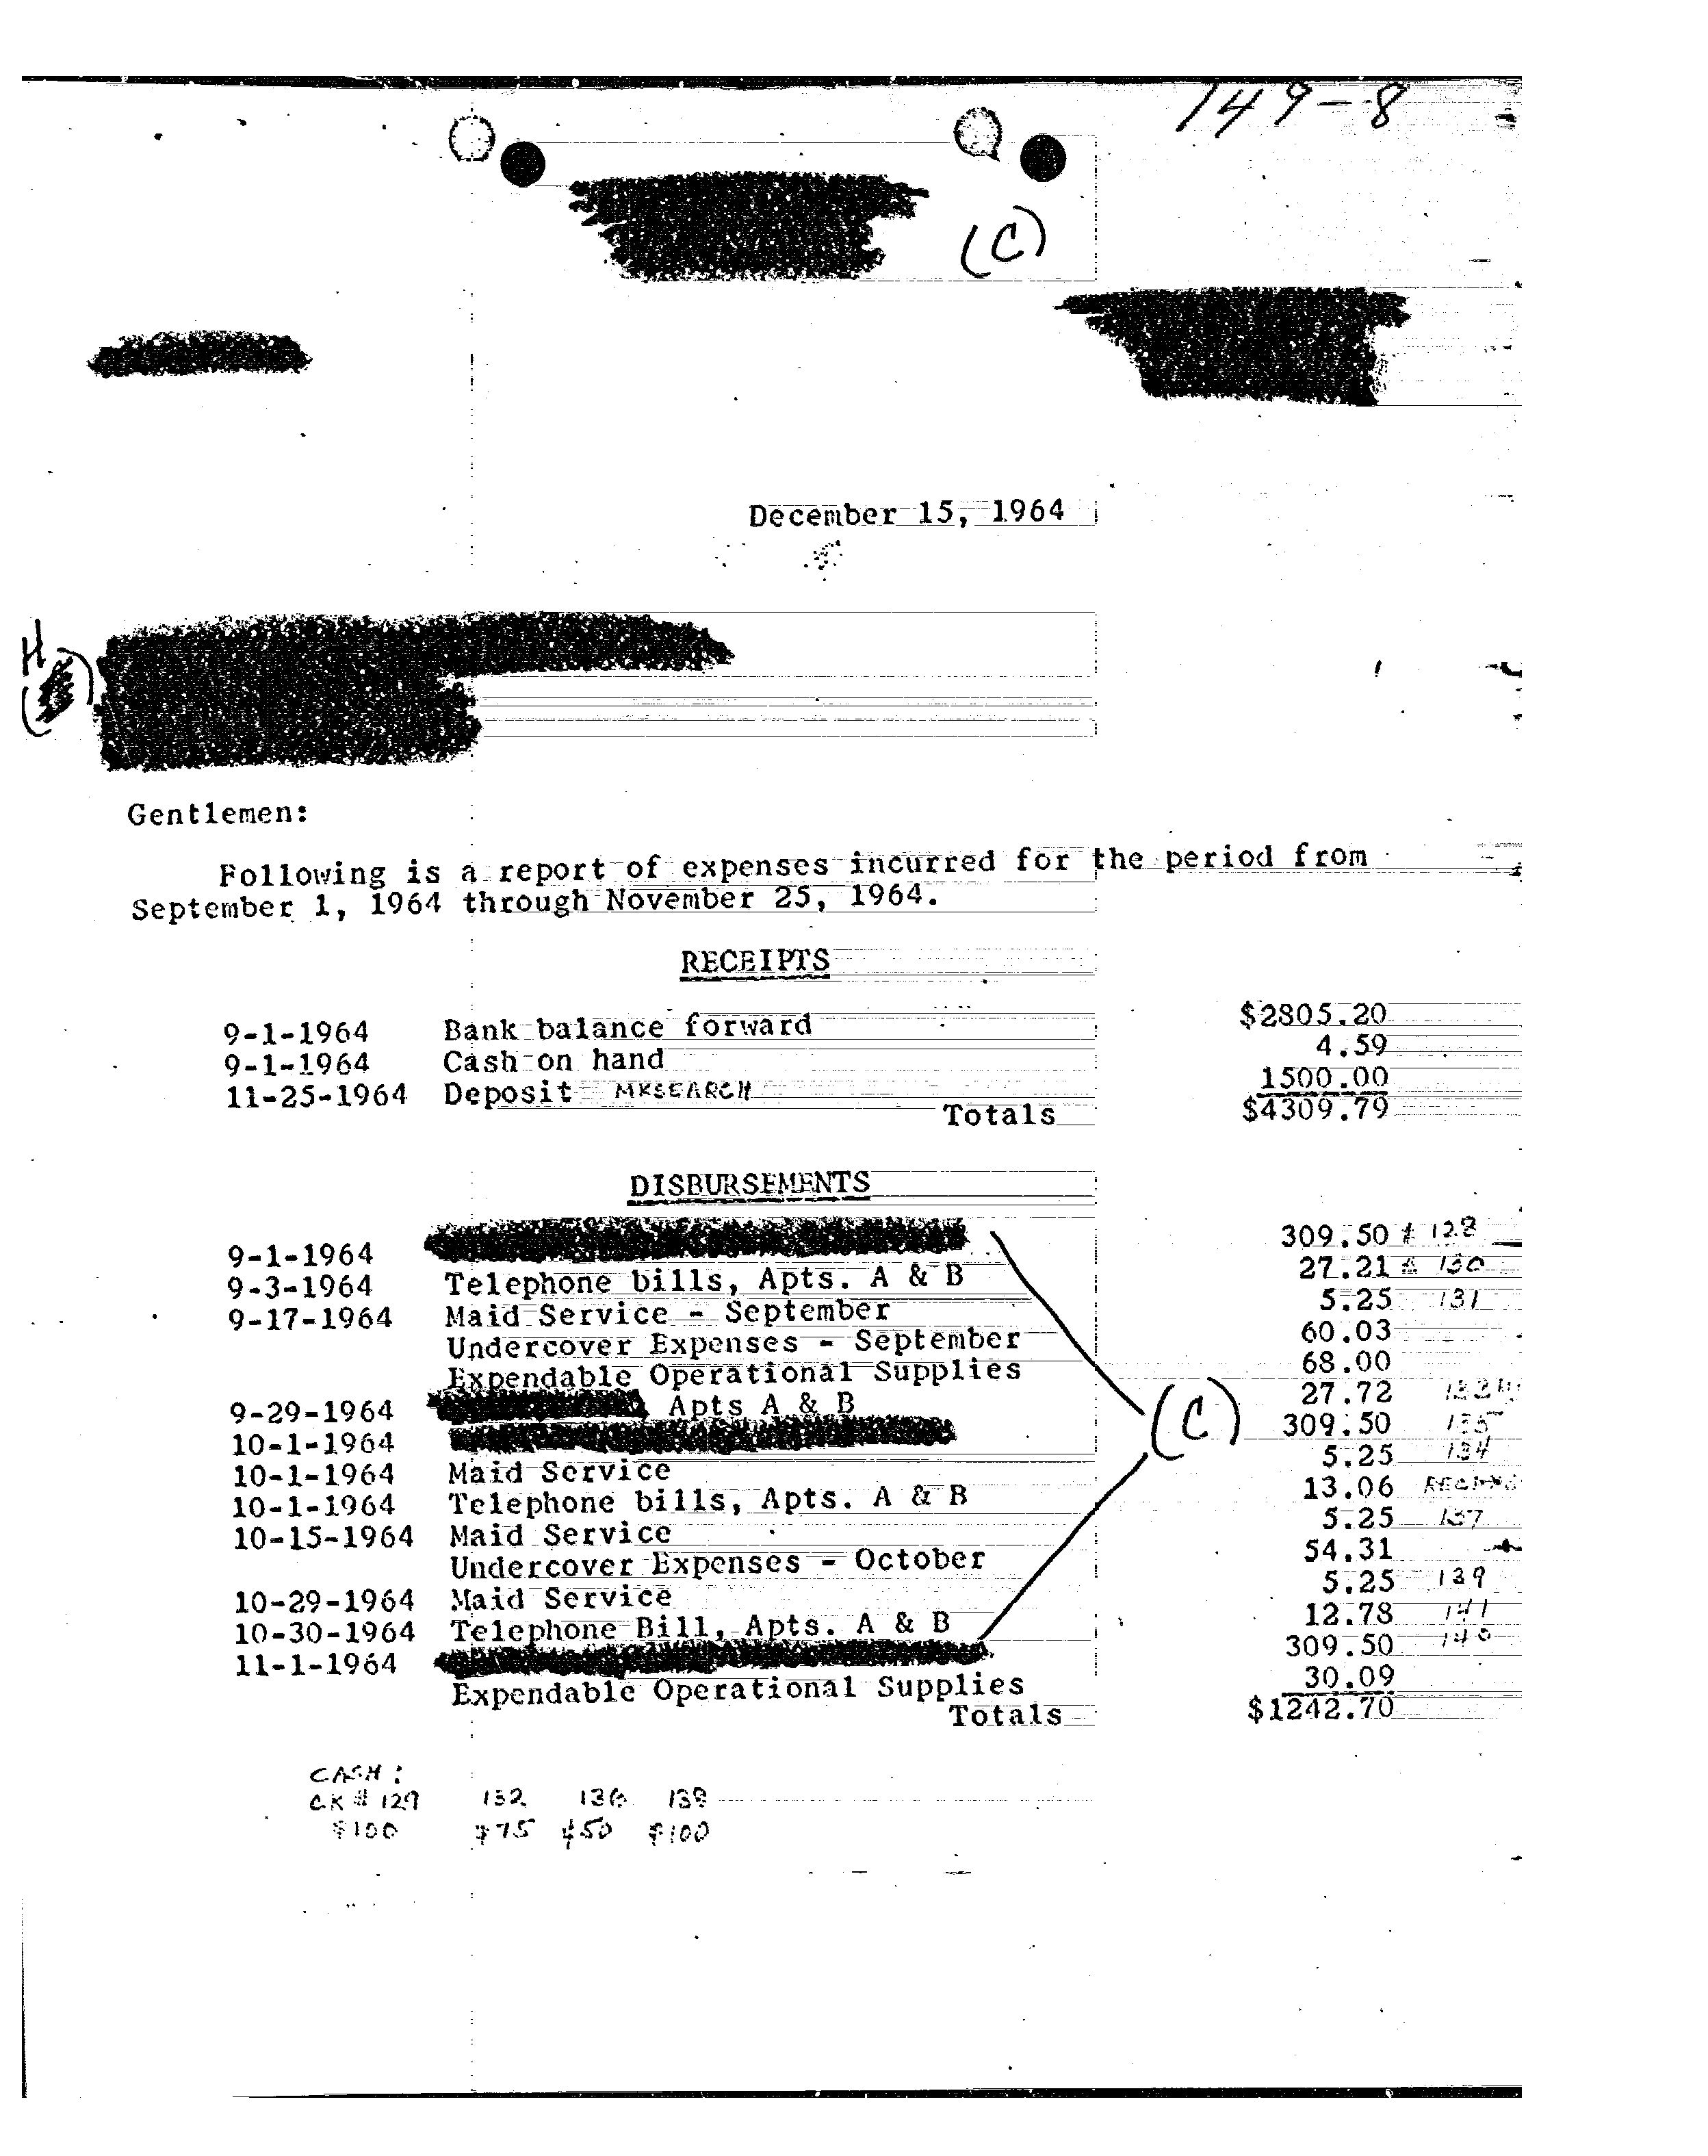 149-8
(C)
December 15, 1964
H
Gentlemen:
Following is a report of expenses incurred for the period from
September 1, 1964 through November 25, 1964.
RECEIPTS
9-1-1964 Bank balance forward $2805.20
9-1-1964 Cash on hand 4.59
11-25-1964 Deposit MKSEARCH 1500.00
Totals $4309.79
DISBURSEMENTS
9-1-1964 309.50 # 128
9-3-1964 Telephone bills, Apts. A & B 27.21 # 130
9-17-1964 Maid Service - September 5.25 131
Undercover Expenses - September 60.03
Expendable Operational Supplies 68.00
9-29-1964 Apts A & B 27.72
10-1-1964 309.50 135
10-1-1964 Maid Service 5.25 134
10-1-1964 Telephone bills, Apts. A & B 13.06
10-15-1964 Maid Service 5.25 137
Undercover Expenses - October 54.31
10-29-1964 Maid Service 5.25 139
10-30-1964 Telephone Bill, Apts. A & B 12.78 141
11-1-1964 309.50 140
Expendable Operational Supplies 30.09
Totals $1242.70
(C)
CASH:
CK # 129 132 136 138
$100 $75 $50 $100